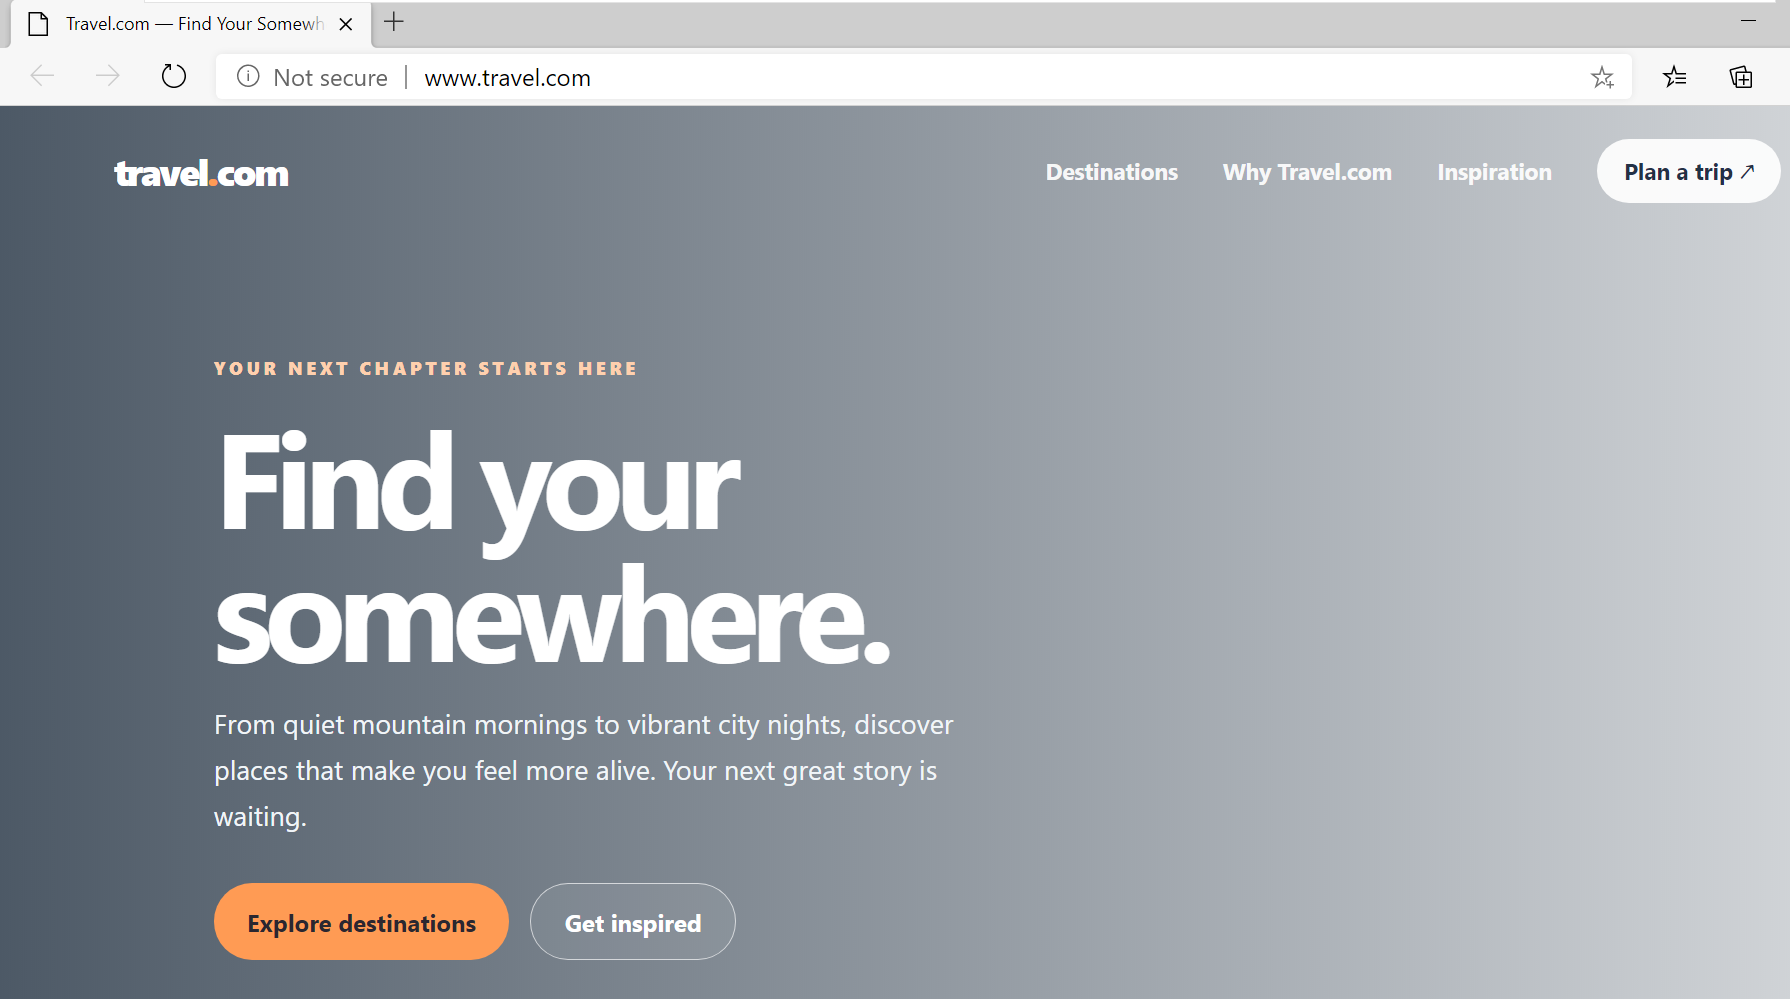 Travel.com — Find Your Somewh
Not secure | www.travel.com
travel.com
Destinations
Why Travel.com
Inspiration
Plan a trip ↗
YOUR NEXT CHAPTER STARTS HERE
Find your
somewhere.
From quiet mountain mornings to vibrant city nights, discover
places that make you feel more alive. Your next great story is
waiting.
Explore destinations
Get inspired